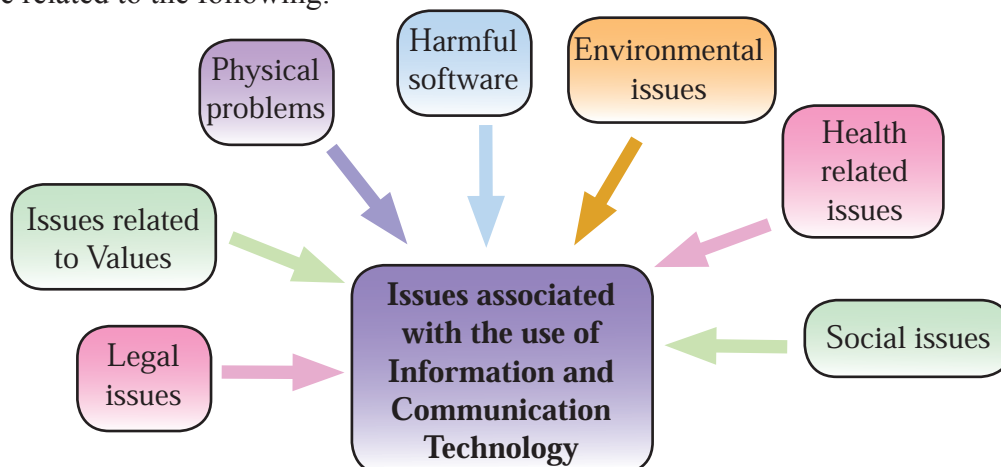 e related to the following:
Physical
problems
Harmful
software
Environmental
issues
Health
related
issues
Issues related
to Values
Legal
issues
Social issues
Issues associated
with the use of
Information and
Communication
Technology